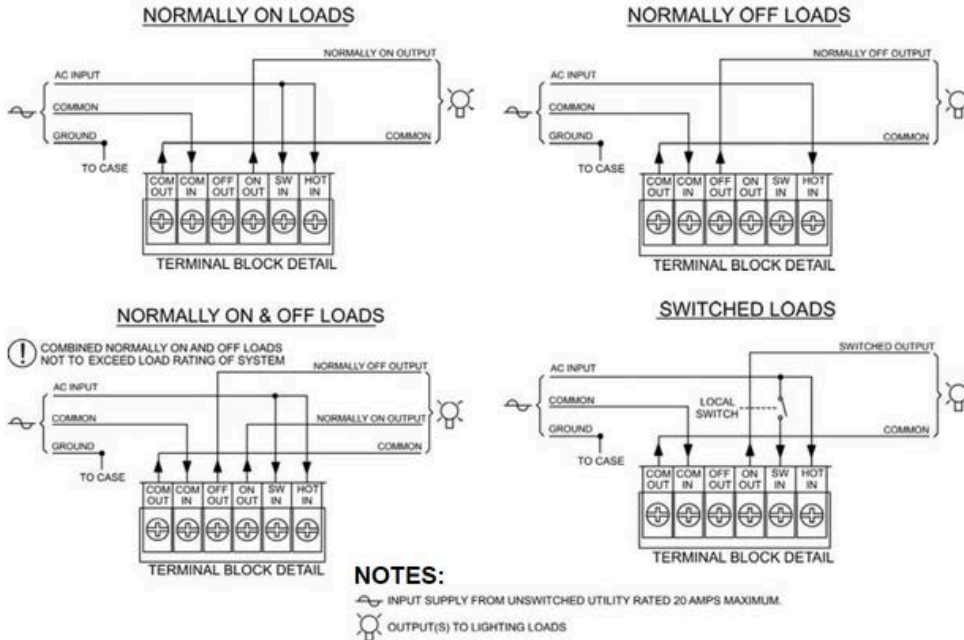 NORMALLY ON LOADS
NORMALLY ON OUTPUT
AC INPUT
COMMON
GROUND
COMMON
TO CASE
COM OUT
COM IN
OFF OUT
ON OUT
SW IN
HOT IN
TERMINAL BLOCK DETAIL
NORMALLY OFF LOADS
NORMALLY OFF OUTPUT
AC INPUT
COMMON
GROUND
COMMON
TO CASE
COM OUT
COM IN
OFF OUT
ON OUT
SW IN
HOT IN
TERMINAL BLOCK DETAIL
NORMALLY ON & OFF LOADS
! COMBINED NORMALLY ON AND OFF LOADS
NOT TO EXCEED LOAD RATING OF SYSTEM
NORMALLY OFF OUTPUT
AC INPUT
COMMON
NORMALLY ON OUTPUT
GROUND
COMMON
TO CASE
COM OUT
COM IN
OFF OUT
ON OUT
SW IN
HOT IN
TERMINAL BLOCK DETAIL
SWITCHED LOADS
SWITCHED OUTPUT
AC INPUT
COMMON
LOCAL
SWITCH
GROUND
COMMON
TO CASE
COM OUT
COM IN
OFF OUT
ON OUT
SW IN
HOT IN
TERMINAL BLOCK DETAIL
NOTES:
INPUT SUPPLY FROM UNSWITCHED UTILITY RATED 20 AMPS MAXIMUM.
OUTPUT(S) TO LIGHTING LOADS